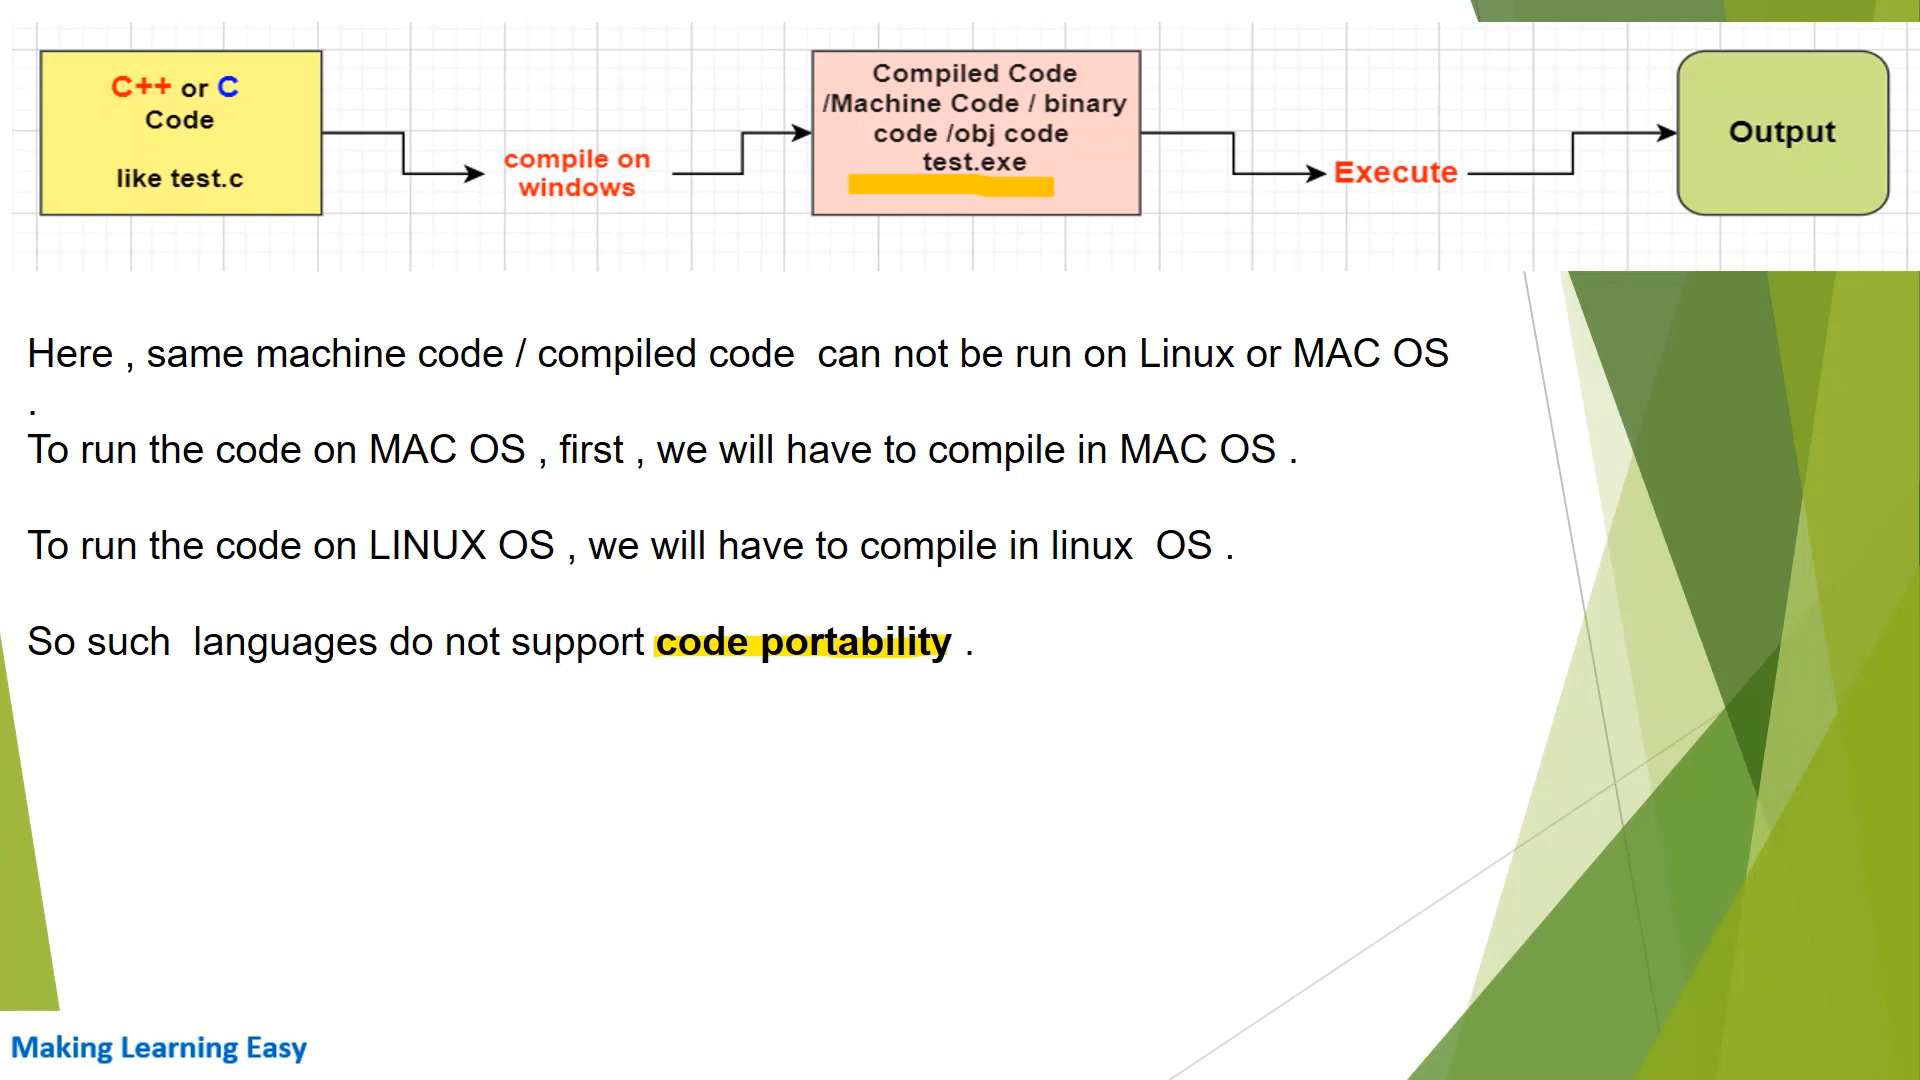 C++ or C
Code
like test.c
compile on
windows
Compiled Code
/Machine Code / binary
code /obj code
test.exe
Execute
Output
Here , same machine code / compiled code  can not be run on Linux or MAC OS
.
To run the code on MAC OS , first , we will have to compile in MAC OS .
To run the code on LINUX OS , we will have to compile in linux  OS .
So such  languages do not support code portability .
Making Learning Easy